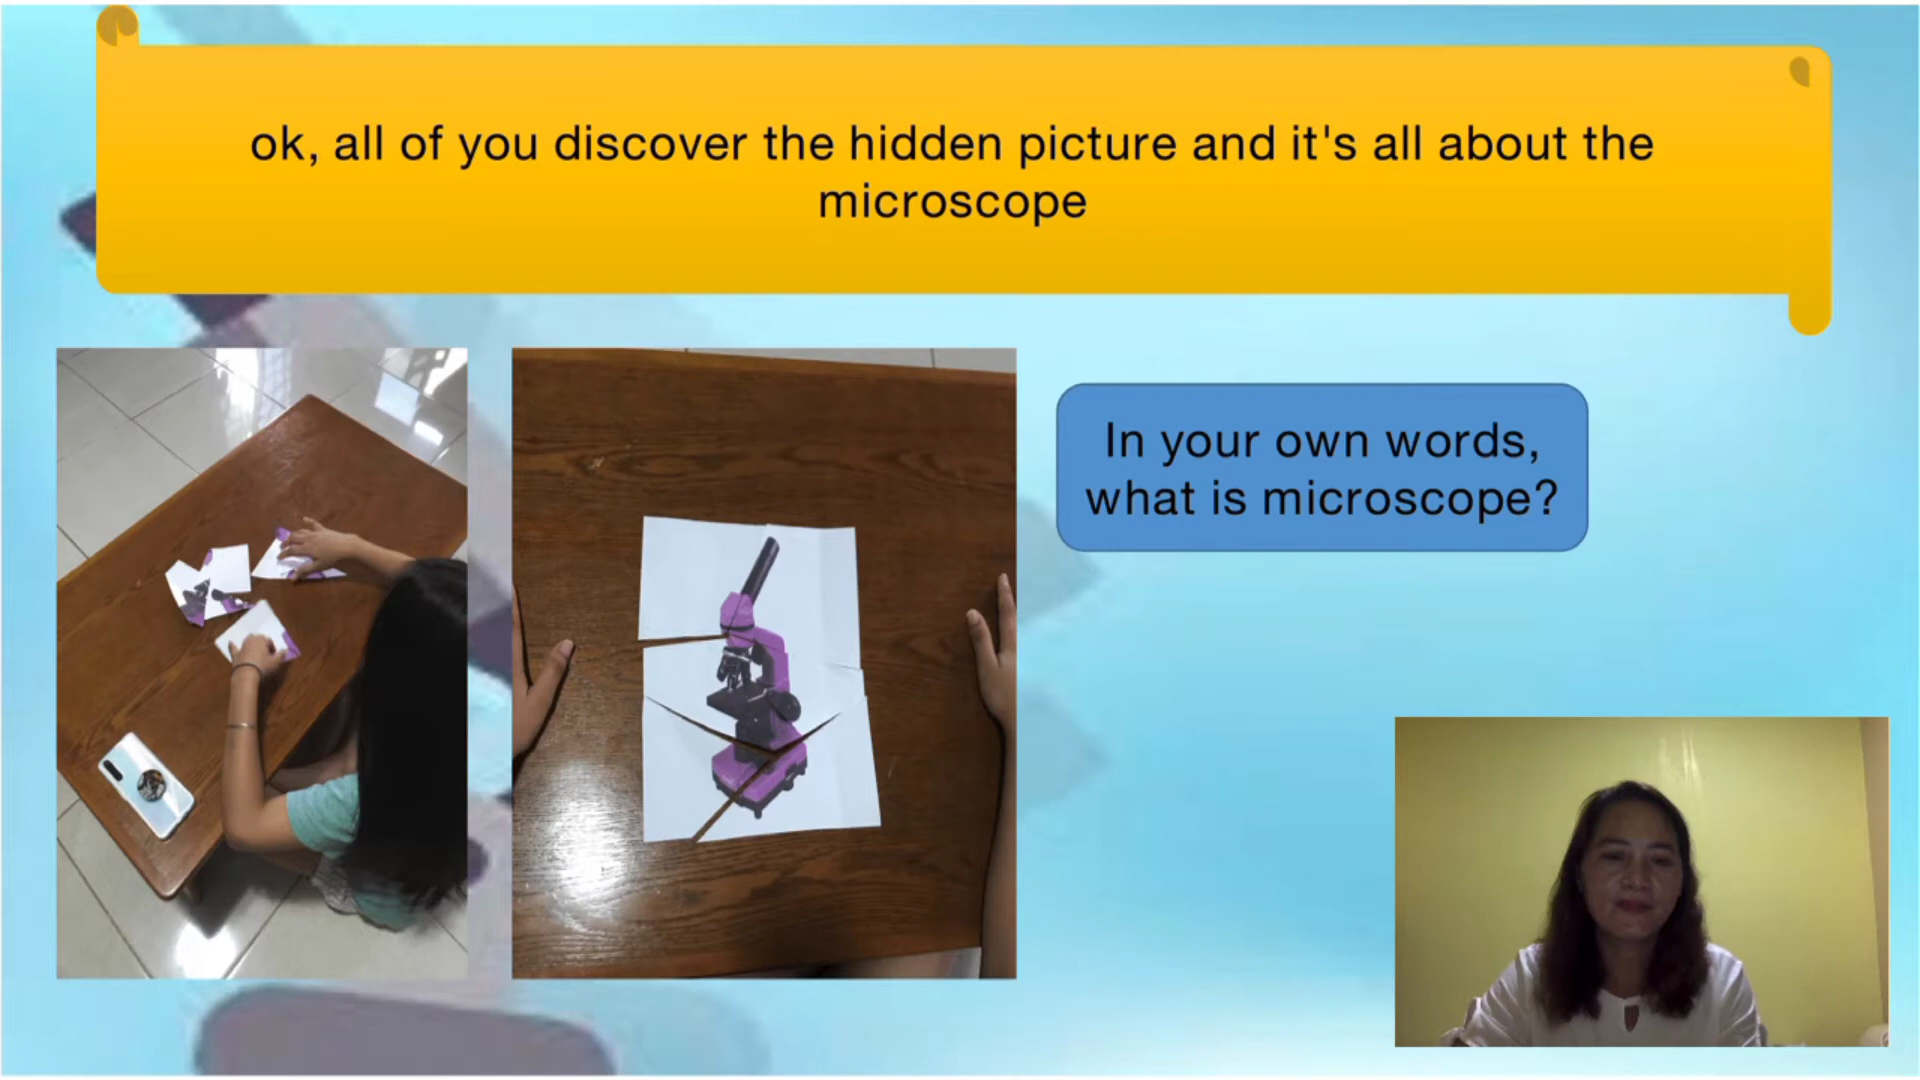 ok, all of you discover the hidden picture and it's all about the
microscope
In your own words,
what is microscope?